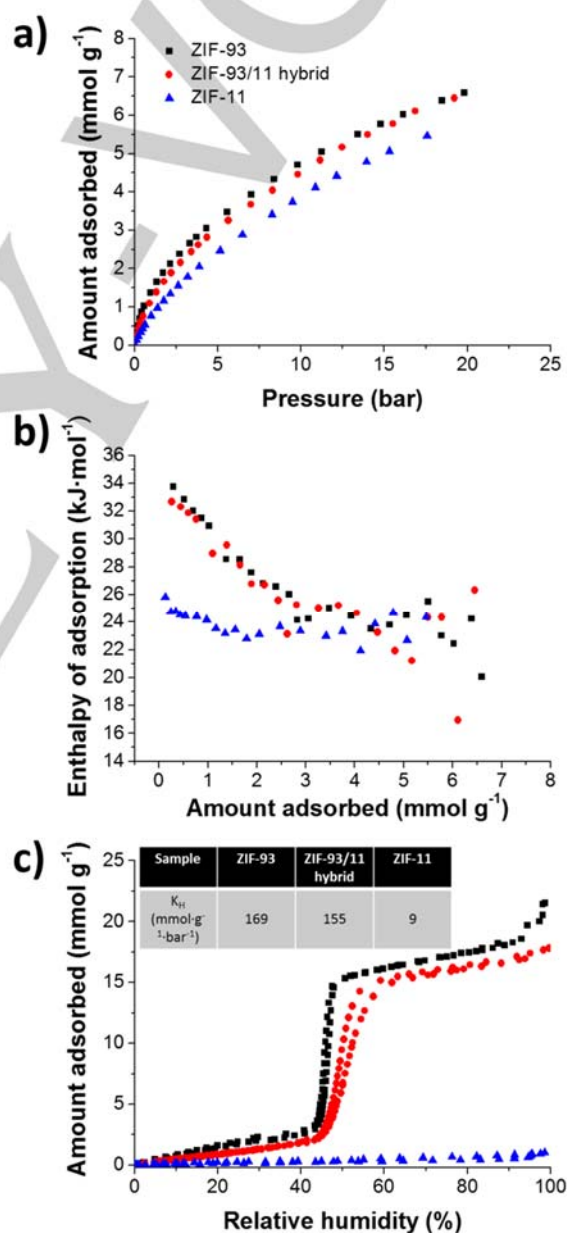 a)
ZIF-93
ZIF-93/11 hybrid
ZIF-11
Amount adsorbed (mmol g⁻¹)
8
7
6
5
4
3
2
1
0
0 5 10 15 20 25
Pressure (bar)
b)
Enthalpy of adsorption (kJ·mol⁻¹)
36
34
32
30
28
26
24
22
20
18
16
14
0 1 2 3 4 5 6 7 8
Amount adsorbed (mmol g⁻¹)
c)
Amount adsorbed (mmol g⁻¹)
25
20
15
10
5
0
Sample ZIF-93 ZIF-93/11 hybrid ZIF-11
K_H (mmol·g⁻¹·bar⁻¹) 169 155 9
0 20 40 60 80 100
Relative humidity (%)